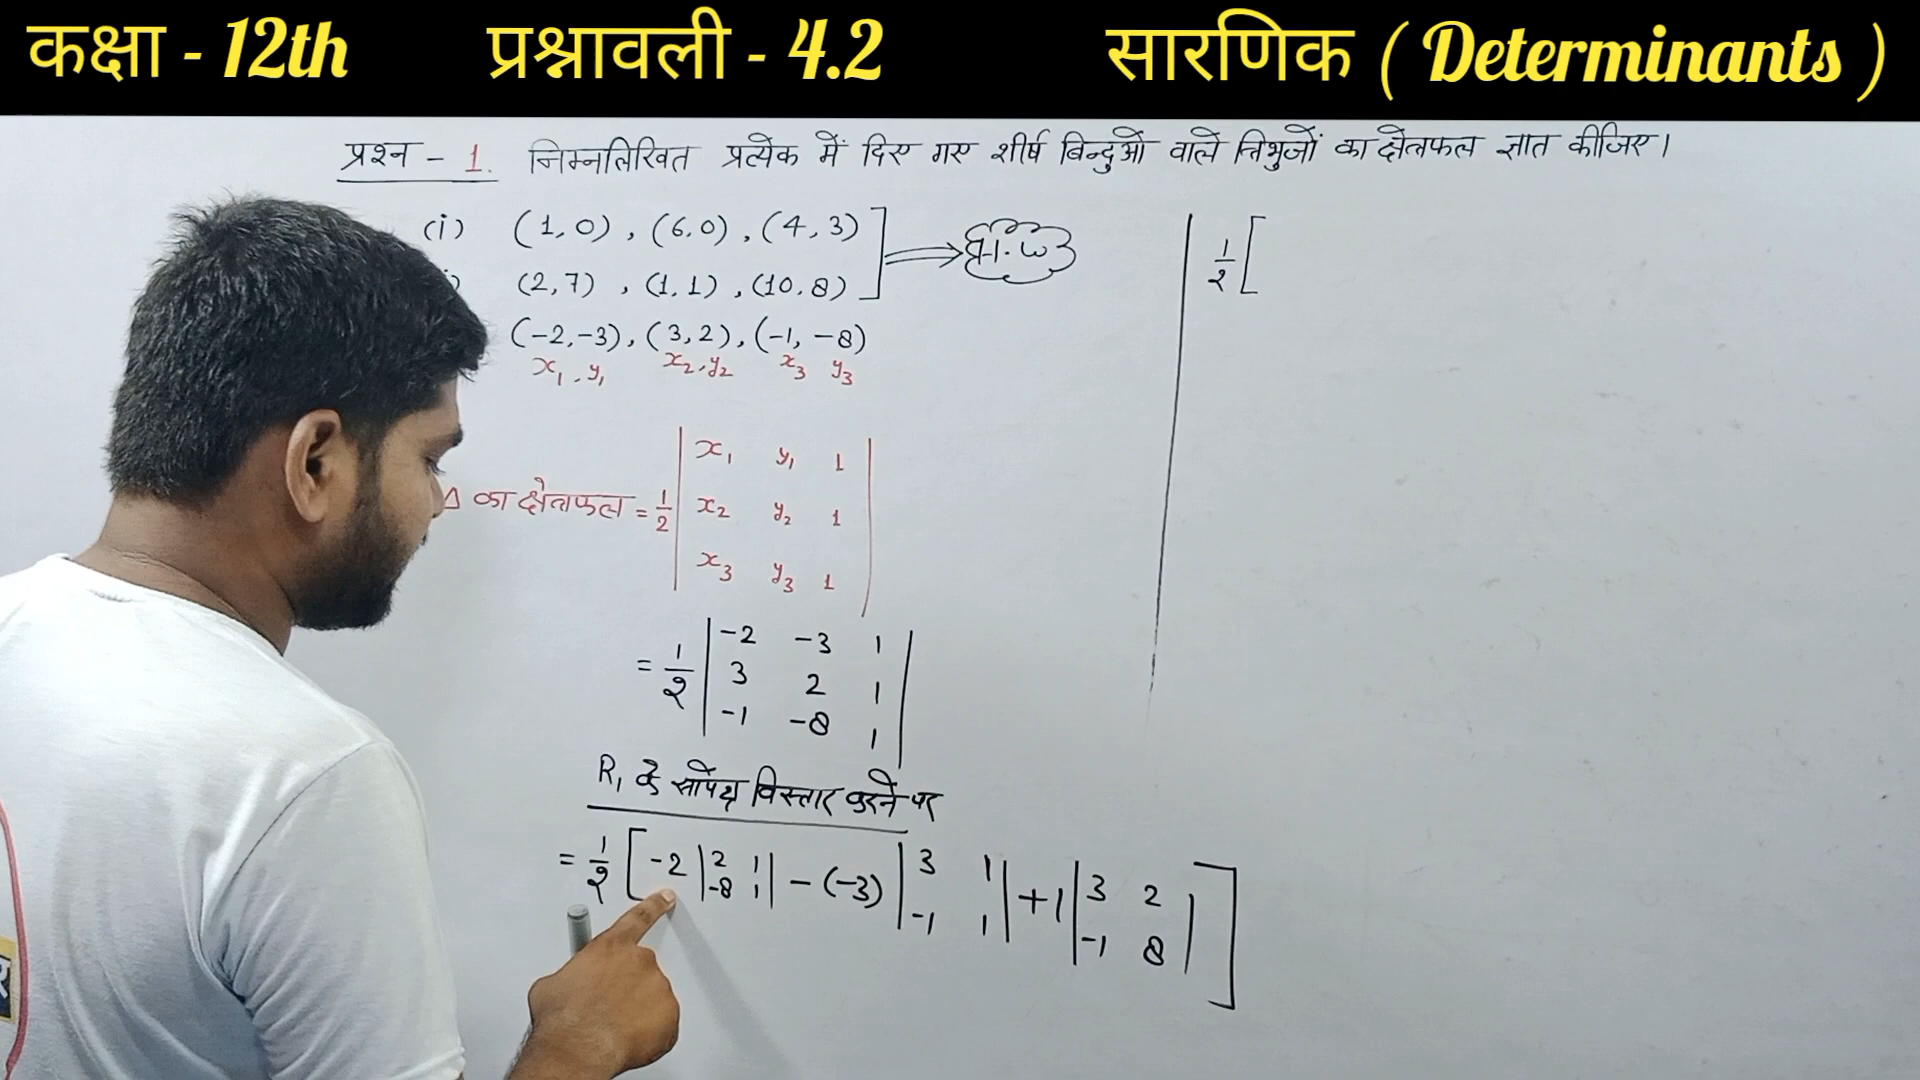 कक्षा - 12th प्रश्नावली - 4.2 सारणिक ( Determinants )
प्रश्न - 1. निम्नलिखित प्रत्येक में दिए गए शीर्ष बिन्दुओं वाले त्रिभुजों का क्षेत्रफल ज्ञात कीजिए।
(i) (1, 0) , (6, 0) , (4, 3) ] ⇒ H.W
(2, 7) , (1, 1) , (10, 8)
(-2, -3), (3, 2), (-1, -8)
x₁ , y₁ x₂, y₂ x₃ y₃
Δ का क्षेत्रफल = 1/2 | x₁ y₁ 1 |
| x₂ y₂ 1 |
| x₃ y₃ 1 |
= 1/2 | -2 -3 1 |
| 3 2 1 |
| -1 -8 1 |
R₁ के सापेक्ष विस्तार करने पर
= 1/2 [ -2 | 2 1 | - (-3) | 3 1 | + 1 | 3 2 | ]
| -8 1 | | -1 1 | | -1 8 |
1/2 [